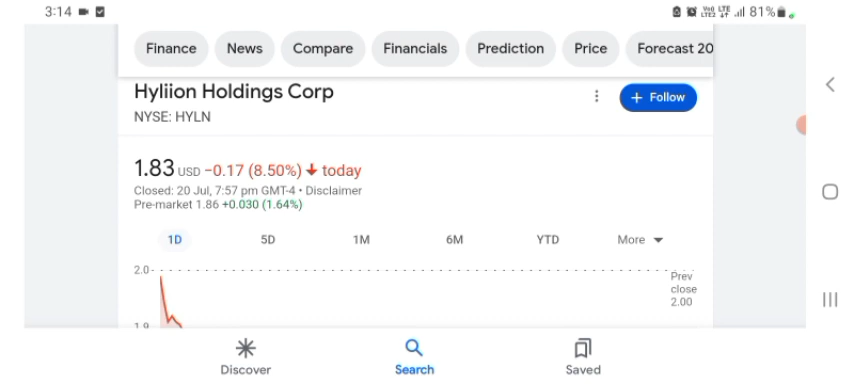 3:14 81%
Finance News Compare Financials Prediction Price Forecast 20
Hyliion Holdings Corp
+ Follow
NYSE: HYLN
1.83 USD −0.17 (8.50%) today
Closed: 20 Jul, 7:57 pm GMT-4 • Disclaimer
Pre-market 1.86 +0.030 (1.64%)
1D 5D 1M 6M YTD More
2.0
Prev
close
2.00
1.9
Discover Search Saved